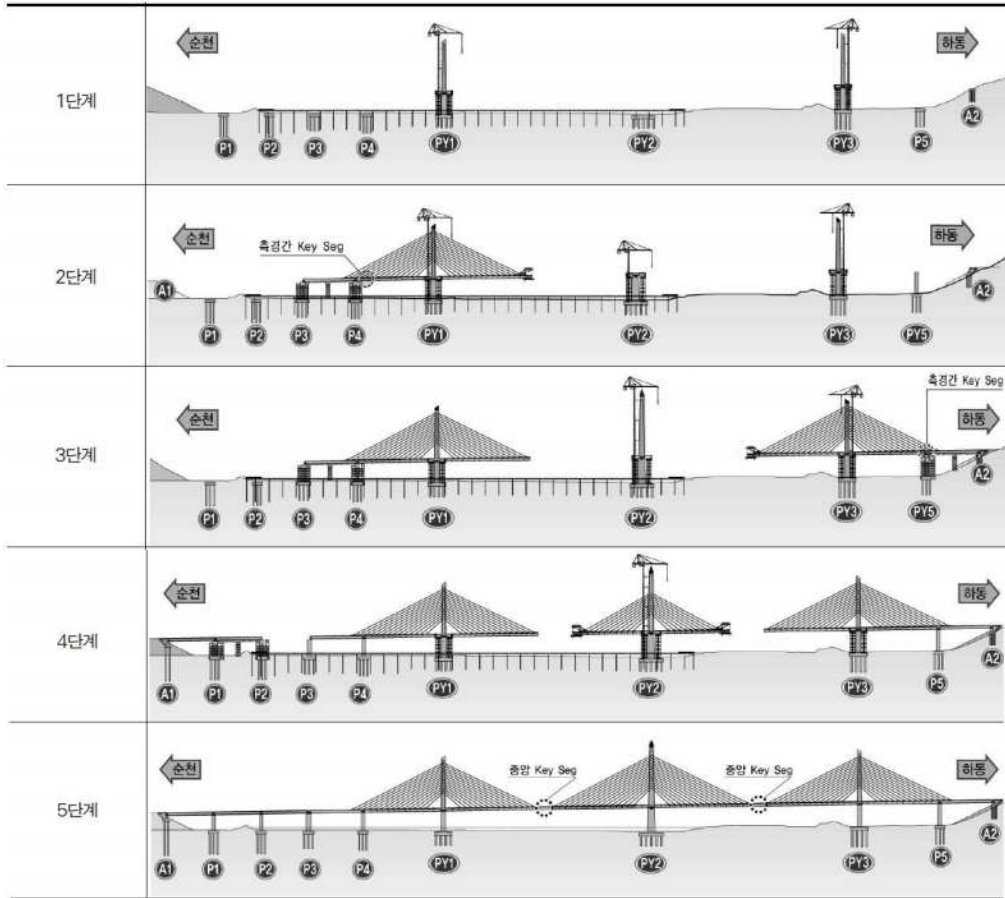 순천
하동
1단계
P1 P2 P3 P4 PY1 PY2 PY3 P5 A2
순천
하동
측경간 Key Seg
2단계
A1 A2
P1 P2 P3 P4 PY1 PY2 PY3 PY5
측경간 Key Seg
순천
하동
3단계
A2
P1 P2 P3 P4 PY1 PY2 PY3 PY5
순천
하동
4단계
A1 P1 P2 P3 P4 PY1 PY2 PY3 P5 A2
순천
중앙 Key Seg
중앙 Key Seg
하동
5단계
A1 P1 P2 P3 P4 PY1 PY2 PY3 P5 A2